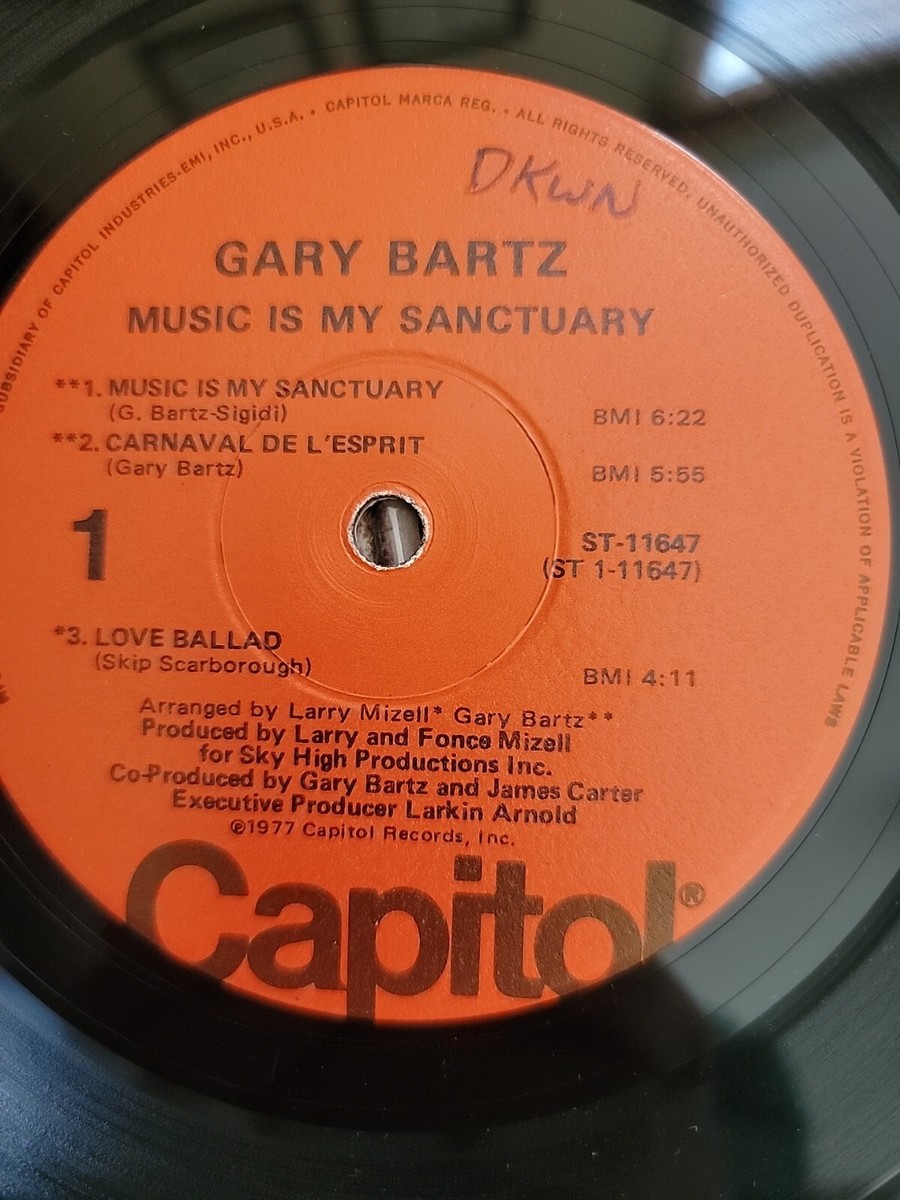 SUBSIDIARY OF CAPITOL INDUSTRIES-EMI, INC., U.S.A. • CAPITOL MARCA REG. • ALL RIGHTS RESERVED. UNAUTHORIZED DUPLICATION IS A VIOLATION OF APPLICABLE LAWS
DKWN
GARY BARTZ
MUSIC IS MY SANCTUARY
**1. MUSIC IS MY SANCTUARY
(G. Bartz-Sigidi) BMI 6:22
**2. CARNAVAL DE L'ESPRIT
(Gary Bartz) BMI 5:55
1
ST-11647
(ST 1-11647)
*3. LOVE BALLAD
(Skip Scarborough) BMI 4:11
Arranged by Larry Mizell* Gary Bartz**
Produced by Larry and Fonce Mizell
for Sky High Productions Inc.
Co-Produced by Gary Bartz and James Carter
Executive Producer Larkin Arnold
℗1977 Capitol Records, Inc.
Capitol®